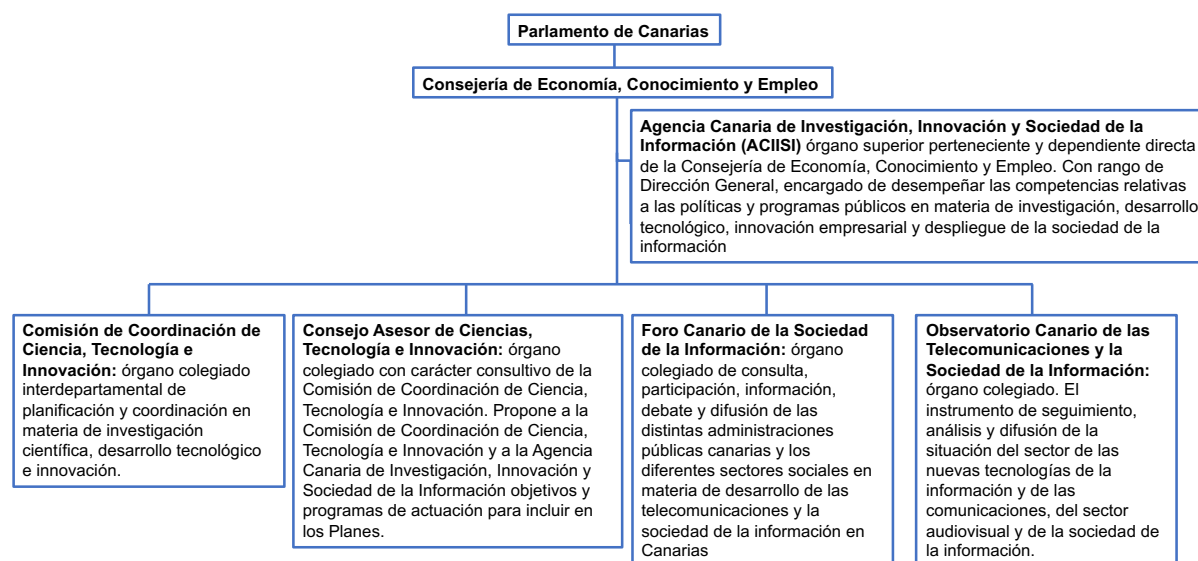 Parlamento de Canarias
Consejería de Economía, Conocimiento y Empleo
Agencia Canaria de Investigación, Innovación y Sociedad de la
Información (ACIISI) órgano superior perteneciente y dependiente directa
de la Consejería de Economía, Conocimiento y Empleo. Con rango de
Dirección General, encargado de desempeñar las competencias relativas
a las políticas y programas públicos en materia de investigación, desarrollo
tecnológico, innovación empresarial y despliegue de la sociedad de la
información
Comisión de Coordinación de
Ciencia, Tecnología e
Innovación: órgano colegiado
interdepartamental de
planificación y coordinación en
materia de investigación
científica, desarrollo tecnológico
e innovación.
Consejo Asesor de Ciencias,
Tecnología e Innovación: órgano
colegiado con carácter consultivo de la
Comisión de Coordinación de Ciencia,
Tecnología e Innovación. Propone a la
Comisión de Coordinación de Ciencia,
Tecnología e Innovación y a la Agencia
Canaria de Investigación, Innovación y
Sociedad de la Información objetivos y
programas de actuación para incluir en
los Planes.
Foro Canario de la Sociedad
de la Información: órgano
colegiado de consulta,
participación, información,
debate y difusión de las
distintas administraciones
públicas canarias y los
diferentes sectores sociales en
materia de desarrollo de las
telecomunicaciones y la
sociedad de la información en
Canarias
Observatorio Canario de las
Telecomunicaciones y la
Sociedad de la Información:
órgano colegiado. El
instrumento de seguimiento,
análisis y difusión de la
situación del sector de las
nuevas tecnologías de la
información y de las
comunicaciones, del sector
audiovisual y de la sociedad de
la información.